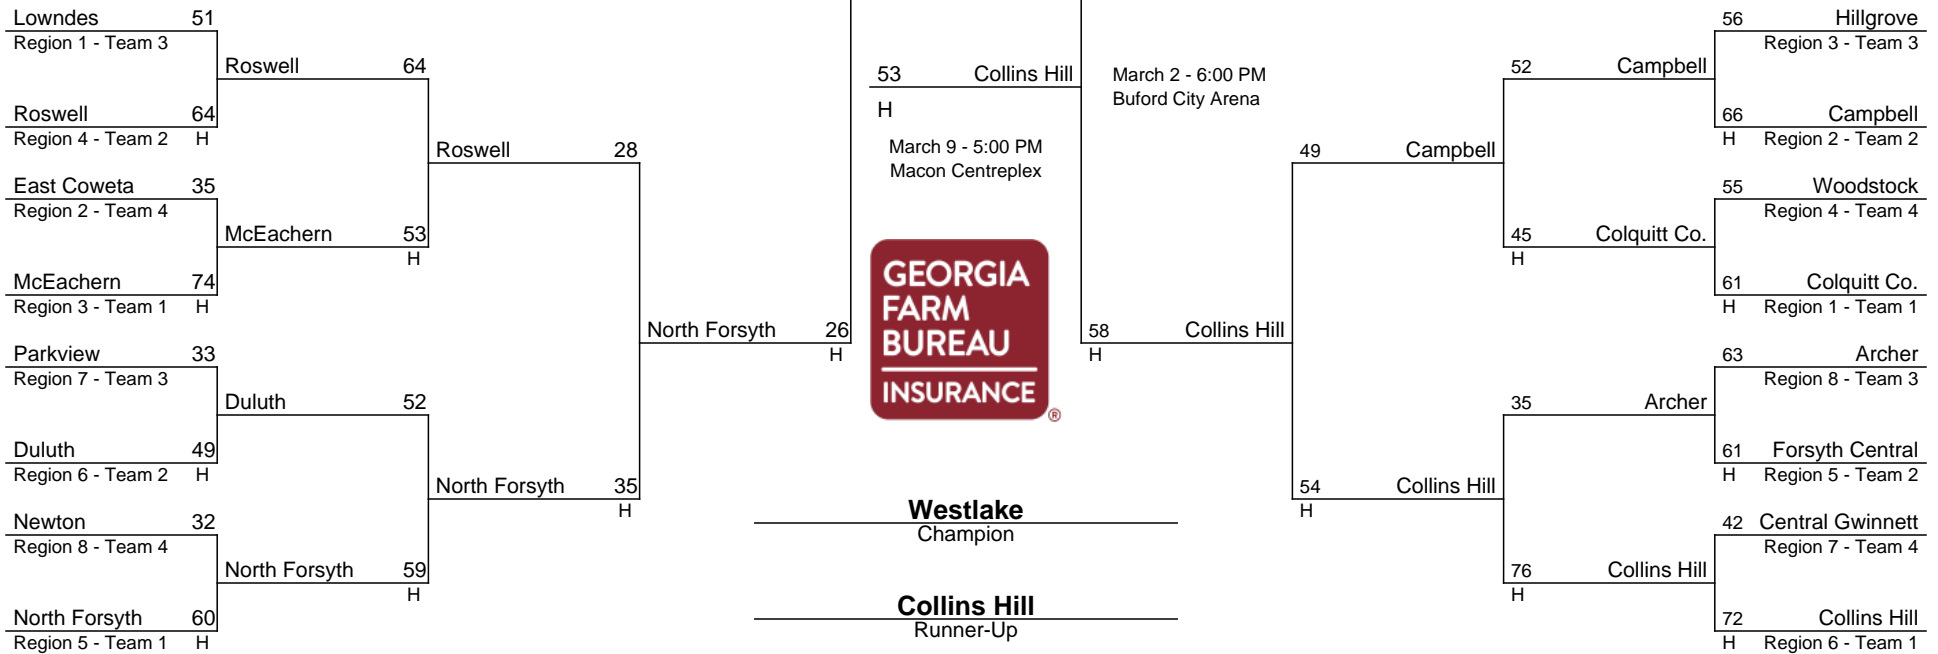 Lowndes 51
Region 1 - Team 3
Roswell 64
Roswell 64
Region 4 - Team 2 H
Roswell 28
East Coweta 35
Region 2 - Team 4
McEachern 53
H
McEachern 74
Region 3 - Team 1 H
North Forsyth 26
H
Parkview 33
Region 7 - Team 3
Duluth 52
Duluth 49
Region 6 - Team 2 H
North Forsyth 35
H
Newton 32
Region 8 - Team 4
North Forsyth 59
H
North Forsyth 60
Region 5 - Team 1 H
53 Collins Hill
H
March 9 - 5:00 PM
Macon Centreplex
March 2 - 6:00 PM
Buford City Arena
GEORGIA
FARM
BUREAU
INSURANCE
®
Westlake
Champion
Collins Hill
Runner-Up
58 Collins Hill
H
49 Campbell
54 Collins Hill
H
52 Campbell
45 Colquitt Co.
H
35 Archer
76 Collins Hill
H
56 Hillgrove
Region 3 - Team 3
66 Campbell
H Region 2 - Team 2
55 Woodstock
Region 4 - Team 4
61 Colquitt Co.
H Region 1 - Team 1
63 Archer
Region 8 - Team 3
61 Forsyth Central
H Region 5 - Team 2
42 Central Gwinnett
Region 7 - Team 4
72 Collins Hill
H Region 6 - Team 1